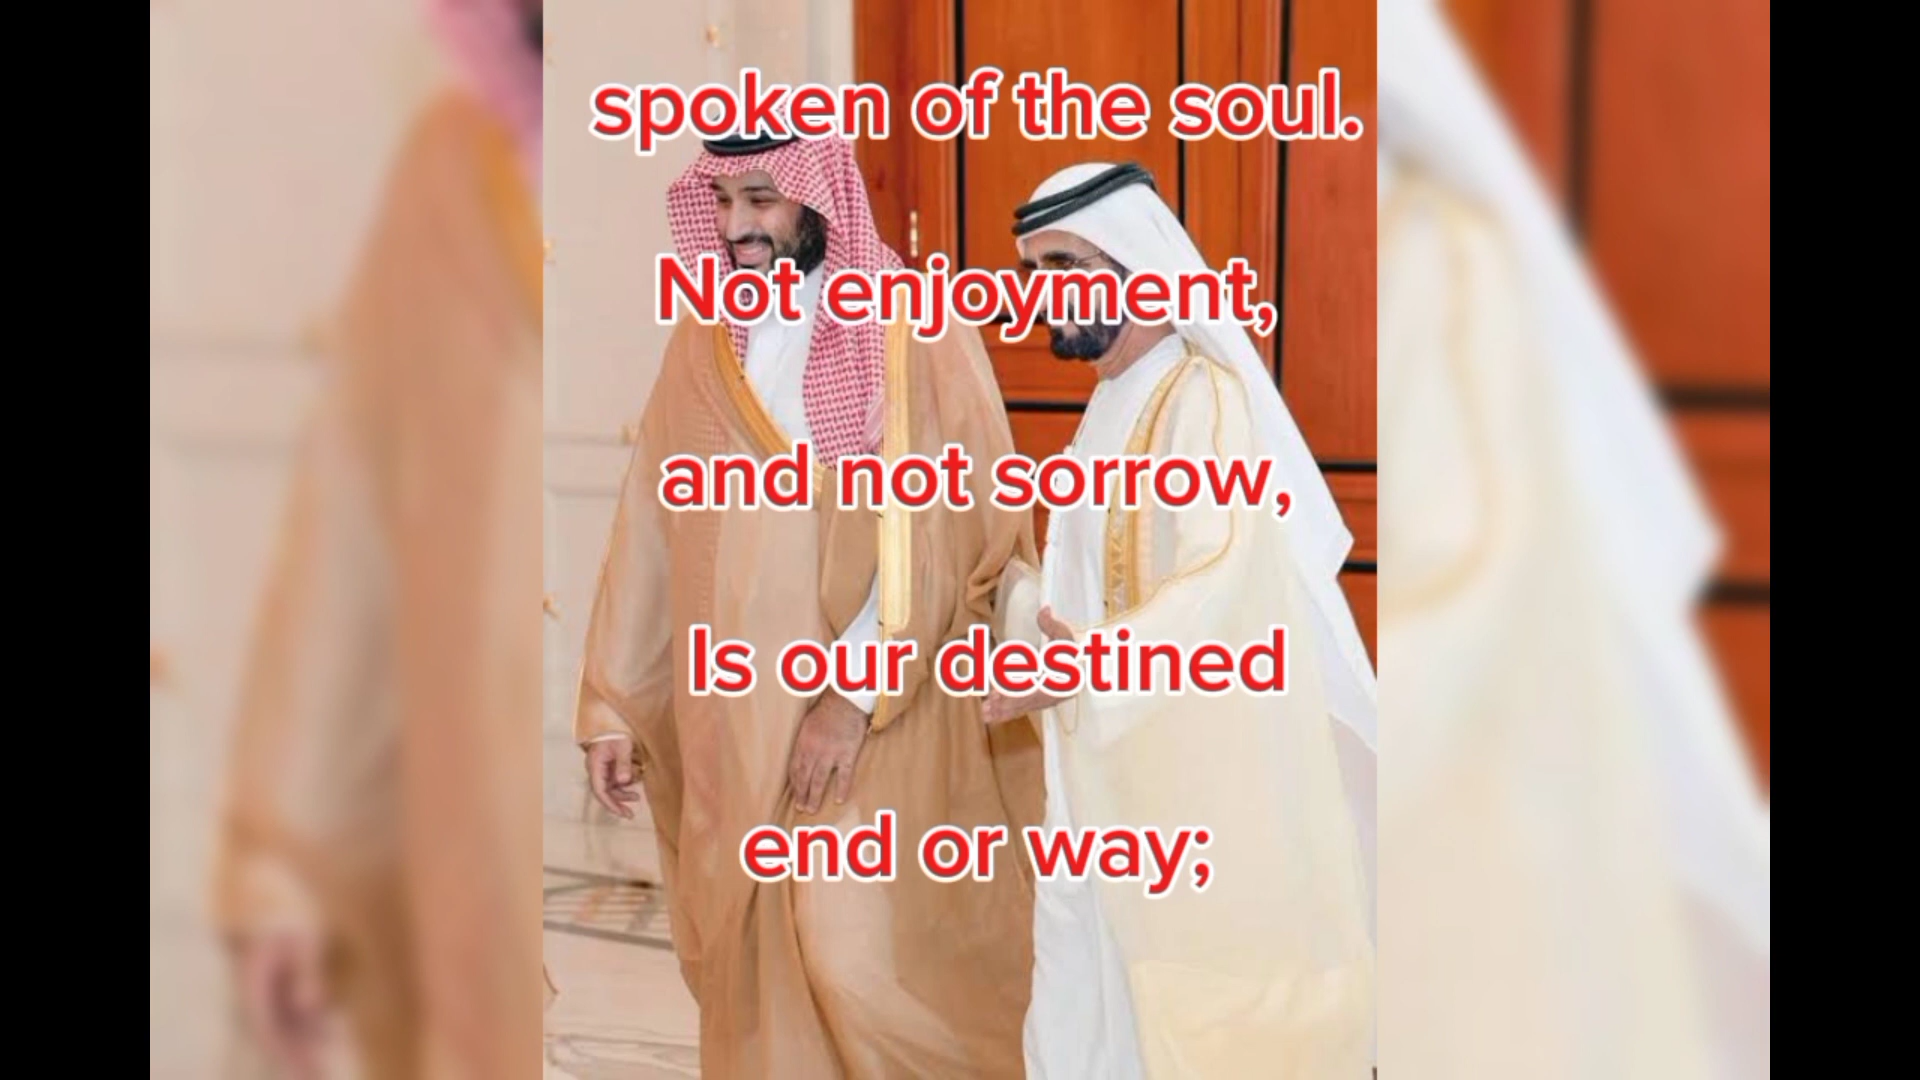 spoken of the soul.
Not enjoyment,
and not sorrow,
Is our destined
end or way;